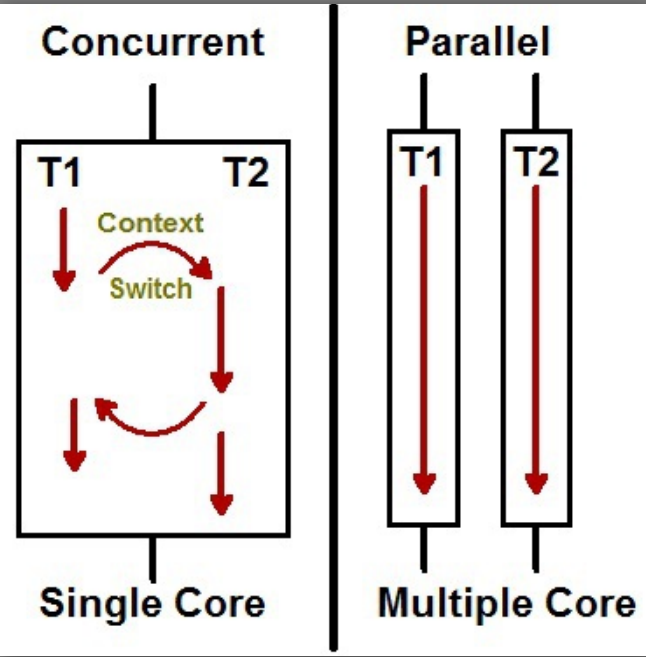 Concurrent
T1 T2
Context
Switch
Single Core
Parallel
T1 T2
Multiple Core